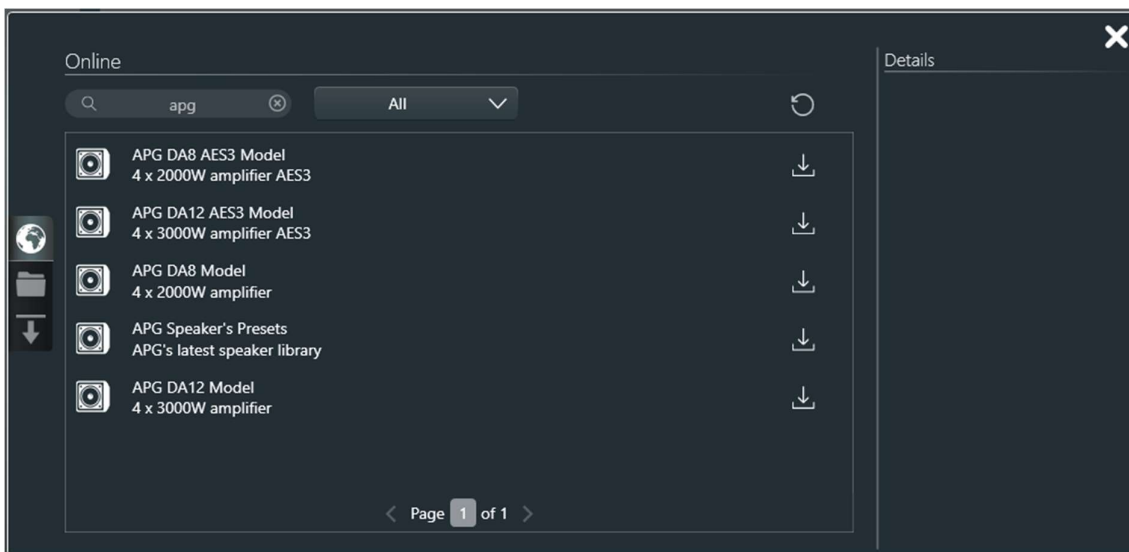 Online
Details
apg
All
APG DA8 AES3 Model
4 x 2000W amplifier AES3
APG DA12 AES3 Model
4 x 3000W amplifier AES3
APG DA8 Model
4 x 2000W amplifier
APG Speaker's Presets
APG's latest speaker library
APG DA12 Model
4 x 3000W amplifier
Page 1 of 1